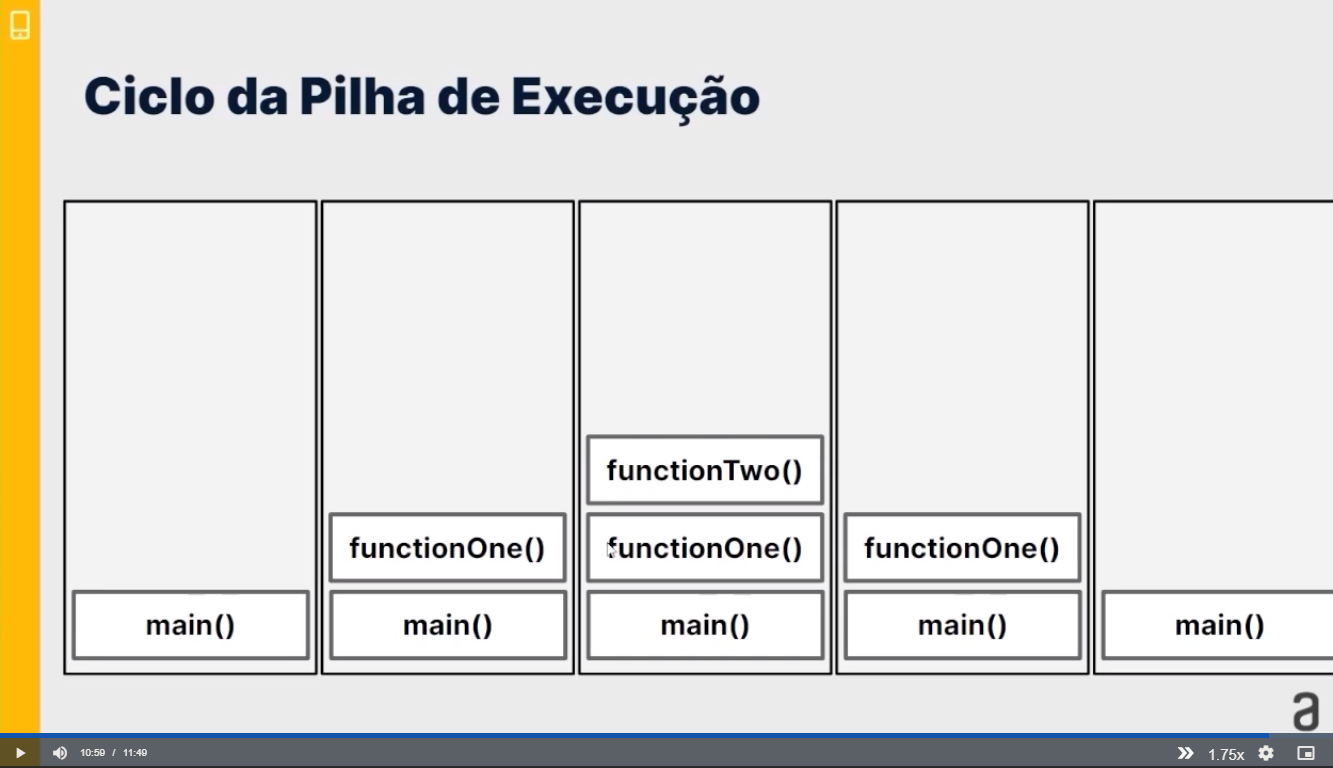 Ciclo da Pilha de Execução
functionTwo()
functionOne() functionOne() functionOne()
main() main() main() main() main()
a
10:59 / 11:49 1.75x